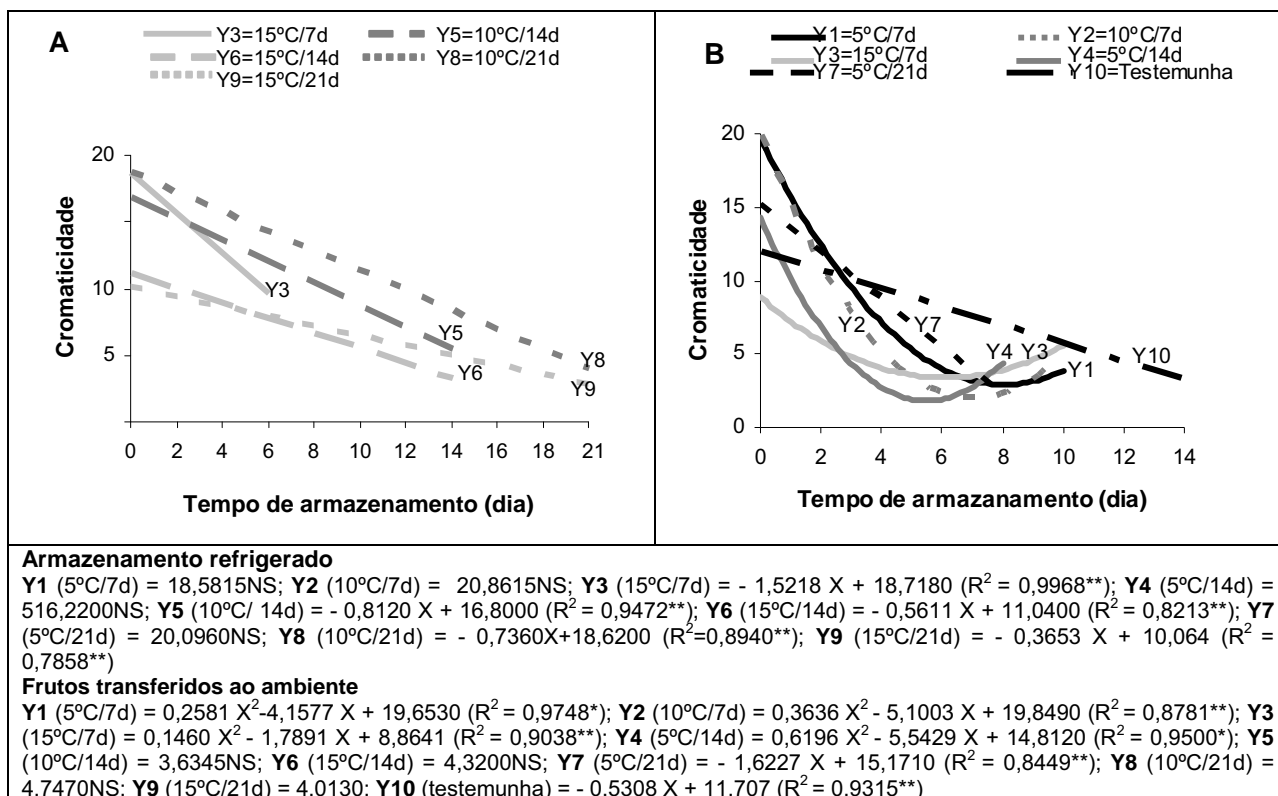 A
Y3=15ºC/7d Y5=10ºC/14d
Y6=15ºC/14d Y8=10ºC/21d
Y9=15ºC/21d
Cromaticidade
20
10
5
Y3
Y5
Y6
Y8
Y9
0 2 4 6 8 10 12 14 16 18 21
Tempo de armazenamento (dia)
B
Y1=5ºC/7d Y2=10ºC/7d
Y3=15ºC/7d Y4=5ºC/14d
Y7=5ºC/21d Y10=Testemunha
Cromaticidade
20
15
10
5
0
Y2
Y7
Y4
Y3
Y1
Y10
0 2 4 6 8 10 12 14
Tempo de armazanamento (dia)
Armazenamento refrigerado
Y1 (5ºC/7d) = 18,5815NS; Y2 (10ºC/7d) = 20,8615NS; Y3 (15ºC/7d) = - 1,5218 X + 18,7180 (R² = 0,9968**); Y4 (5ºC/14d) =
516,2200NS; Y5 (10ºC/ 14d) = - 0,8120 X + 16,8000 (R² = 0,9472**); Y6 (15ºC/14d) = - 0,5611 X + 11,0400 (R² = 0,8213**); Y7
(5ºC/21d) = 20,0960NS; Y8 (10ºC/21d) = - 0,7360X+18,6200 (R²=0,8940**); Y9 (15ºC/21d) = - 0,3653 X + 10,064 (R² =
0,7858**)
Frutos transferidos ao ambiente
Y1 (5ºC/7d) = 0,2581 X²-4,1577 X + 19,6530 (R² = 0,9748*); Y2 (10ºC/7d) = 0,3636 X² - 5,1003 X + 19,8490 (R² = 0,8781**); Y3
(15ºC/7d) = 0,1460 X² - 1,7891 X + 8,8641 (R² = 0,9038**); Y4 (5ºC/14d) = 0,6196 X² - 5,5429 X + 14,8120 (R² = 0,9500*); Y5
(10ºC/14d) = 3,6345NS; Y6 (15ºC/14d) = 4,3200NS; Y7 (5ºC/21d) = - 1,6227 X + 15,1710 (R² = 0,8449**); Y8 (10ºC/21d) =
4,7470NS; Y9 (15ºC/21d) = 4,0130; Y10 (testemunha) = - 0,5308 X + 11,707 (R² = 0,9315**)